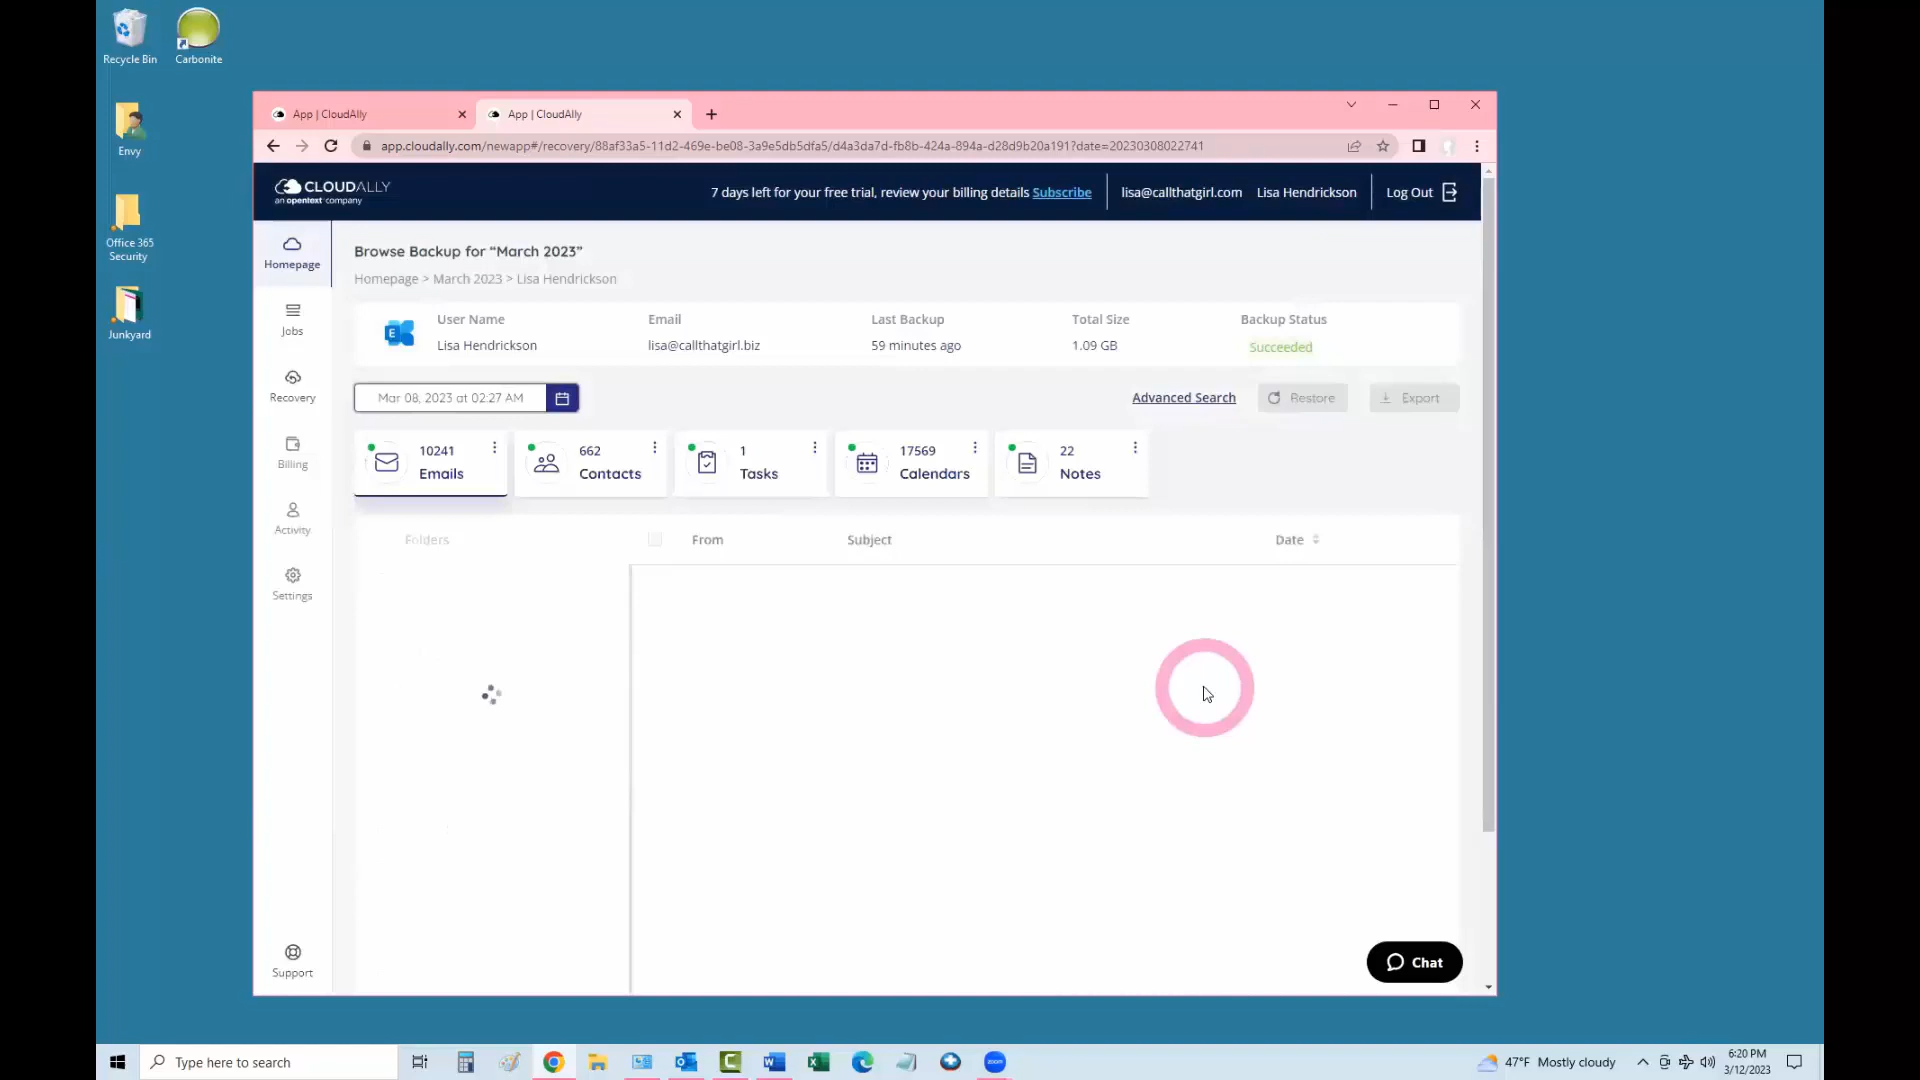 Recycle Bin
Carbonite
Envy
Office 365
Security
Junkyard
App | CloudAlly
App | CloudAlly
app.cloudally.com/newapp#/recovery/88af33a5-11d2-469e-be08-3a9e5db5dfa5/d4a3da7d-fb8b-424a-894a-d28d9b20a191?date=20230308022741
CLOUDALLY
an opentext company
7 days left for your free trial, review your billing details Subscribe
lisa@callthatgirl.com
Lisa Hendrickson
Log Out
Homepage
Jobs
Recovery
Billing
Activity
Settings
Support
Browse Backup for “March 2023”
Homepage > March 2023 > Lisa Hendrickson
User Name
Email
Last Backup
Total Size
Backup Status
E
Lisa Hendrickson
lisa@callthatgirl.biz
59 minutes ago
1.09 GB
Succeeded
Mar 08, 2023 at 02:27 AM
Advanced Search
Restore
Export
10241
Emails
662
Contacts
1
Tasks
17569
Calendars
22
Notes
Folders
From
Subject
Date
Chat
Type here to search
zoom
47°F Mostly cloudy
6:20 PM
3/12/2023